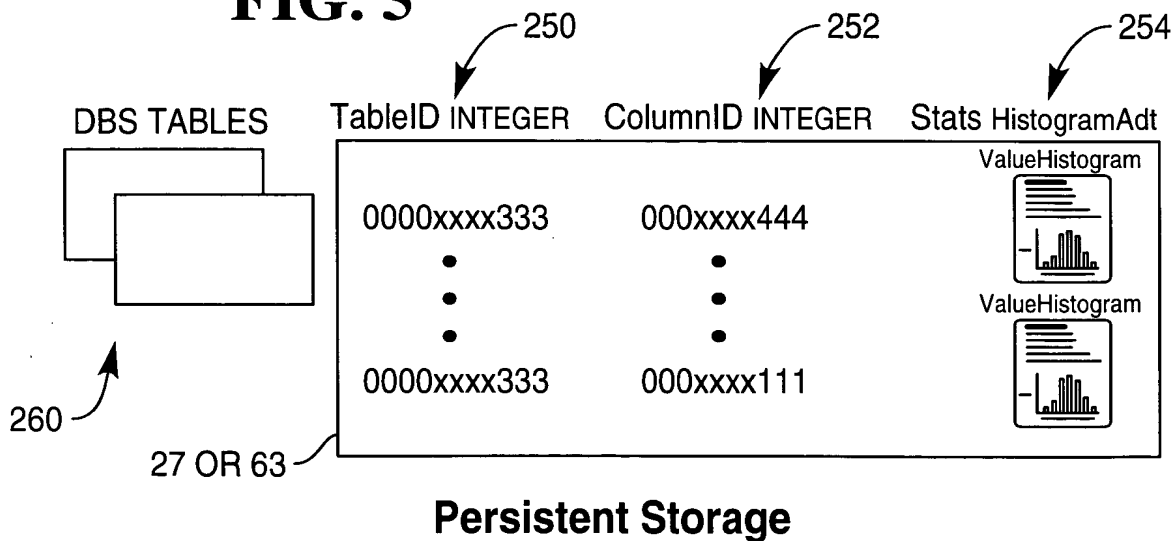 FIG. 5
250 252 254
DBS TABLES TableID INTEGER ColumnID INTEGER Stats HistogramAdt
ValueHistogram
0000xxxx333 000xxxx444
ValueHistogram
0000xxxx333 000xxxx111
260
27 OR 63
Persistent Storage